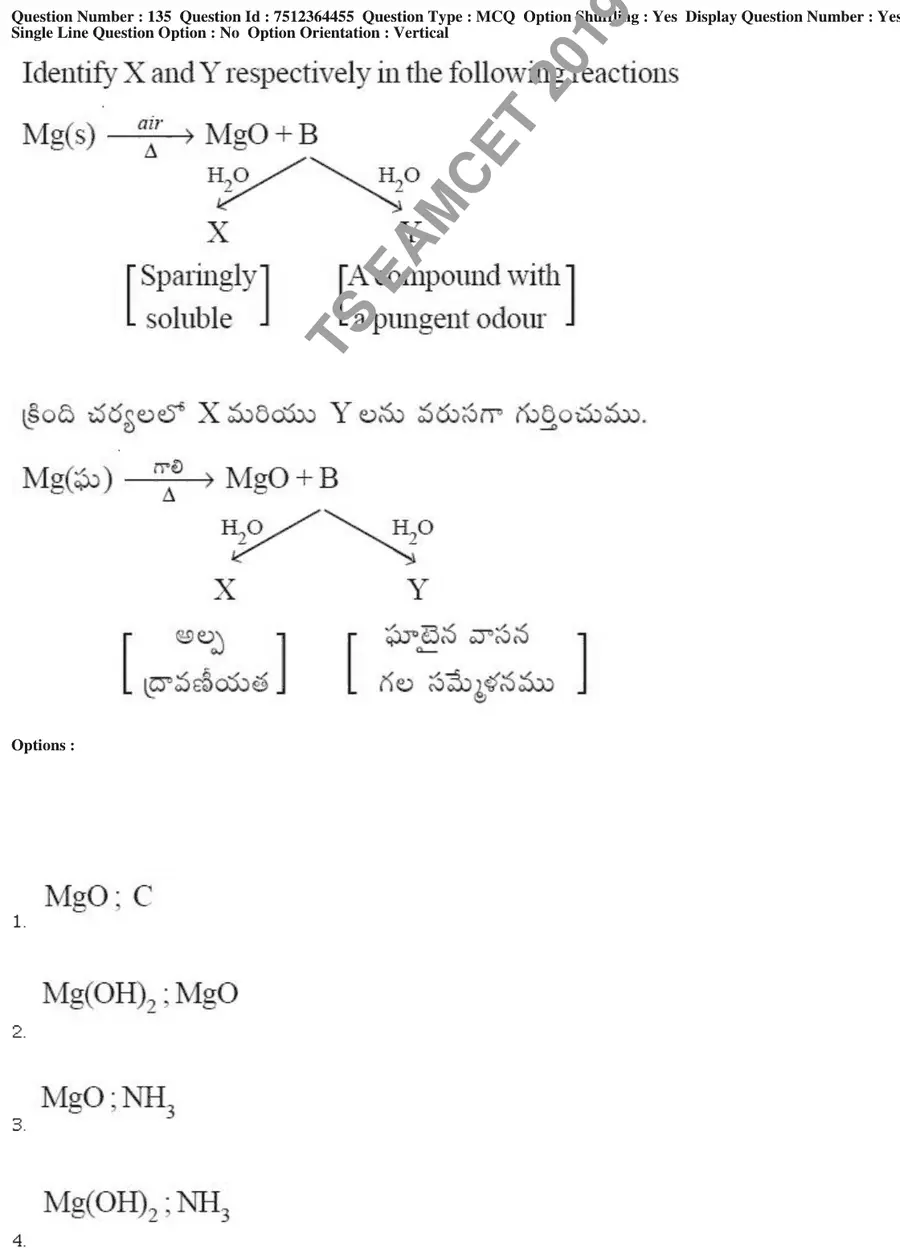 Question Number : 135 Question Id : 7512364455 Question Type : MCQ Option Shuffling : Yes Display Question Number : Yes
Single Line Question Option : No Option Orientation : Vertical
Identify X and Y respectively in the following reactions
Mg(s) air Δ → MgO + B
H₂O H₂O
X Y
[Sparingly soluble] [A compound with a pungent odour]
క్రింది చర్యలలో X మరియు Y లను వరుసగా గుర్తించుము.
Mg(ఘ) గాలి Δ → MgO + B
H₂O H₂O
X Y
[అల్ప ద్రావణీయత] [ఘాటైన వాసన గల సమ్మేళనము]
Options :
1. MgO ; C
2. Mg(OH)₂ ; MgO
3. MgO ; NH₃
4. Mg(OH)₂ ; NH₃
TS EAMCET 2019